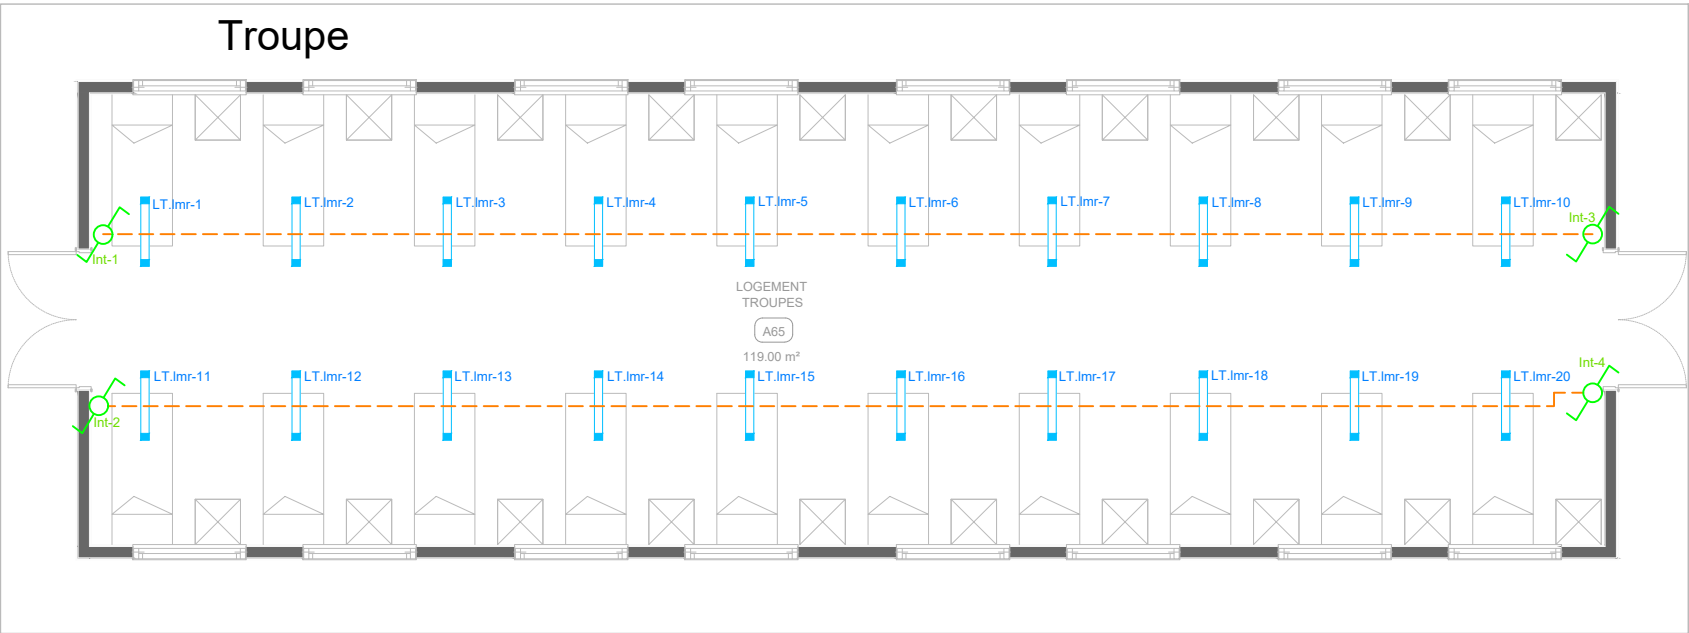 Troupe
LT.lmr-1
LT.lmr-2
LT.lmr-3
LT.lmr-4
LT.lmr-5
LT.lmr-6
LT.lmr-7
LT.lmr-8
LT.lmr-9
LT.lmr-10
Int-3
Int-1
LOGEMENT
TROUPES
A65
119.00 m²
Int-4
LT.lmr-11
LT.lmr-12
LT.lmr-13
LT.lmr-14
LT.lmr-15
LT.lmr-16
LT.lmr-17
LT.lmr-18
LT.lmr-19
LT.lmr-20
Int-2